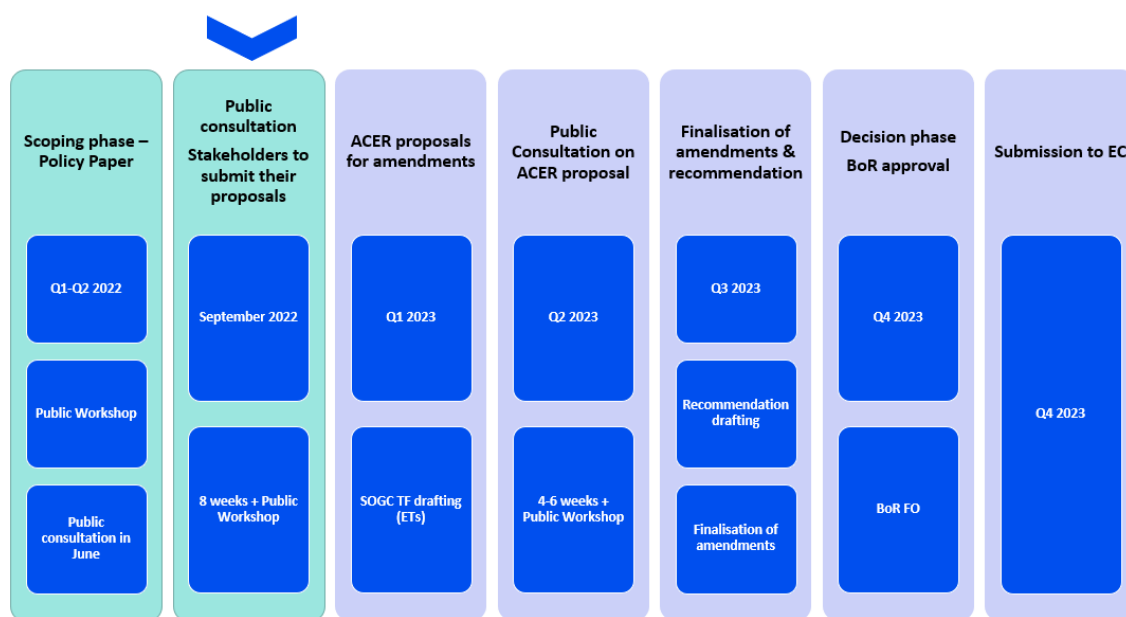 Scoping phase –
Policy Paper
Q1-Q2 2022
Public Workshop
Public
consultation in
June
Public
consultation
Stakeholders to
submit their
proposals
September 2022
8 weeks + Public
Workshop
ACER proposals
for amendments
Q1 2023
SOGC TF drafting
(ETs)
Public
Consultation on
ACER proposal
Q2 2023
4-6 weeks +
Public Workshop
Finalisation of
amendments &
recommendation
Q3 2023
Recommendation
drafting
Finalisation of
amendments
Decision phase
BoR approval
Q4 2023
BoR FO
Submission to EC
Q4 2023